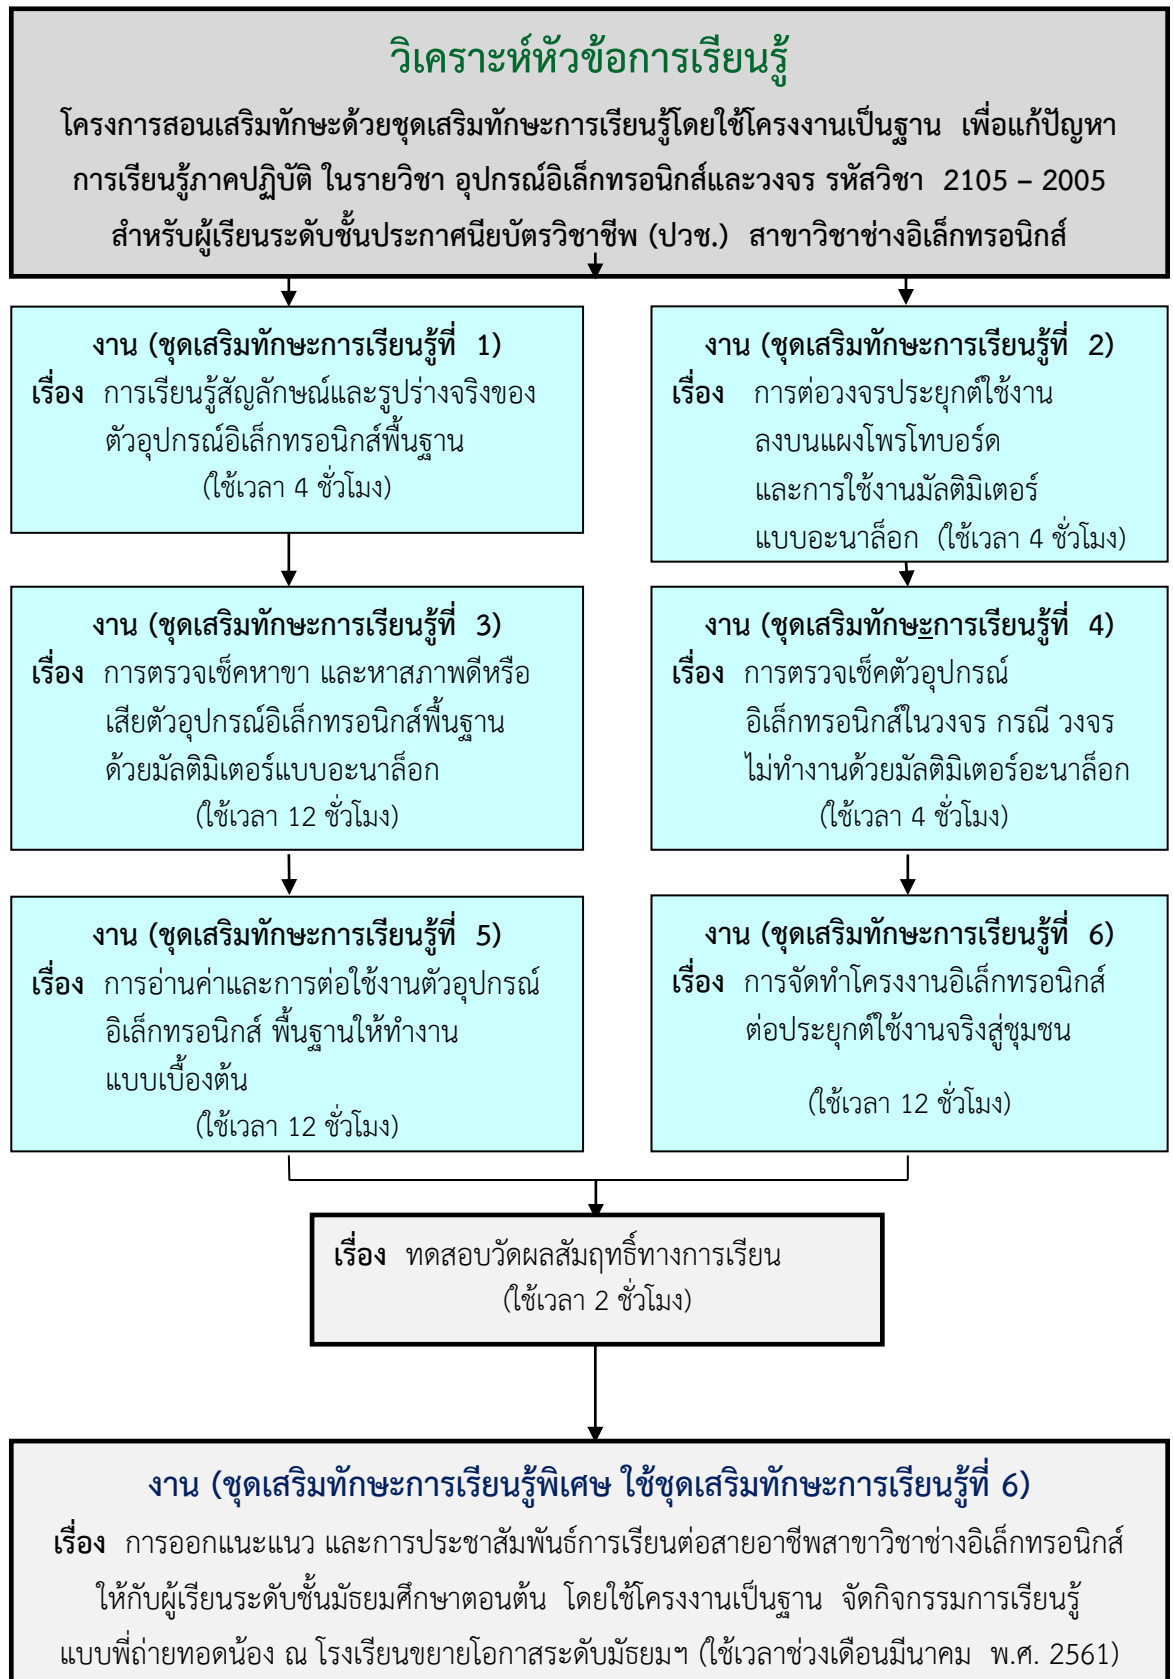 วิเคราะห์หัวข้อการเรียนรู้
โครงการสอนเสริมทักษะด้วยชุดเสริมทักษะการเรียนรู้โดยใช้โครงงานเป็นฐาน เพื่อแก้ปัญหา
การเรียนรู้ภาคปฏิบัติ ในรายวิชา อุปกรณ์อิเล็กทรอนิกส์และวงจร รหัสวิชา 2105 – 2005
สำหรับผู้เรียนระดับชั้นประกาศนียบัตรวิชาชีพ (ปวช.) สาขาวิชาช่างอิเล็กทรอนิกส์
งาน (ชุดเสริมทักษะการเรียนรู้ที่ 1)
เรื่อง การเรียนรู้สัญลักษณ์และรูปร่างจริงของ
ตัวอุปกรณ์อิเล็กทรอนิกส์พื้นฐาน
(ใช้เวลา 4 ชั่วโมง)
งาน (ชุดเสริมทักษะการเรียนรู้ที่ 2)
เรื่อง การต่อวงจรประยุกต์ใช้งาน
ลงบนแผงโพรโทบอร์ด
และการใช้งานมัลติมิเตอร์
แบบอะนาล็อก (ใช้เวลา 4 ชั่วโมง)
งาน (ชุดเสริมทักษะการเรียนรู้ที่ 3)
เรื่อง การตรวจเช็คหาขา และหาสภาพดีหรือ
เสียตัวอุปกรณ์อิเล็กทรอนิกส์พื้นฐาน
ด้วยมัลติมิเตอร์แบบอะนาล็อก
(ใช้เวลา 12 ชั่วโมง)
งาน (ชุดเสริมทักษะการเรียนรู้ที่ 4)
เรื่อง การตรวจเช็คตัวอุปกรณ์
อิเล็กทรอนิกส์ในวงจร กรณี วงจร
ไม่ทำงานด้วยมัลติมิเตอร์อะนาล็อก
(ใช้เวลา 4 ชั่วโมง)
งาน (ชุดเสริมทักษะการเรียนรู้ที่ 5)
เรื่อง การอ่านค่าและการต่อใช้งานตัวอุปกรณ์
อิเล็กทรอนิกส์ พื้นฐานให้ทำงาน
แบบเบื้องต้น
(ใช้เวลา 12 ชั่วโมง)
งาน (ชุดเสริมทักษะการเรียนรู้ที่ 6)
เรื่อง การจัดทำโครงงานอิเล็กทรอนิกส์
ต่อประยุกต์ใช้งานจริงสู่ชุมชน
(ใช้เวลา 12 ชั่วโมง)
เรื่อง ทดสอบวัดผลสัมฤทธิ์ทางการเรียน
(ใช้เวลา 2 ชั่วโมง)
งาน (ชุดเสริมทักษะการเรียนรู้พิเศษ ใช้ชุดเสริมทักษะการเรียนรู้ที่ 6)
เรื่อง การออกแนะแนว และการประชาสัมพันธ์การเรียนต่อสายอาชีพสาขาวิชาช่างอิเล็กทรอนิกส์
ให้กับผู้เรียนระดับชั้นมัธยมศึกษาตอนต้น โดยใช้โครงงานเป็นฐาน จัดกิจกรรมการเรียนรู้
แบบพี่ถ่ายทอดน้อง ณ โรงเรียนขยายโอกาสระดับมัธยมฯ (ใช้เวลาช่วงเดือนมีนาคม พ.ศ. 2561)